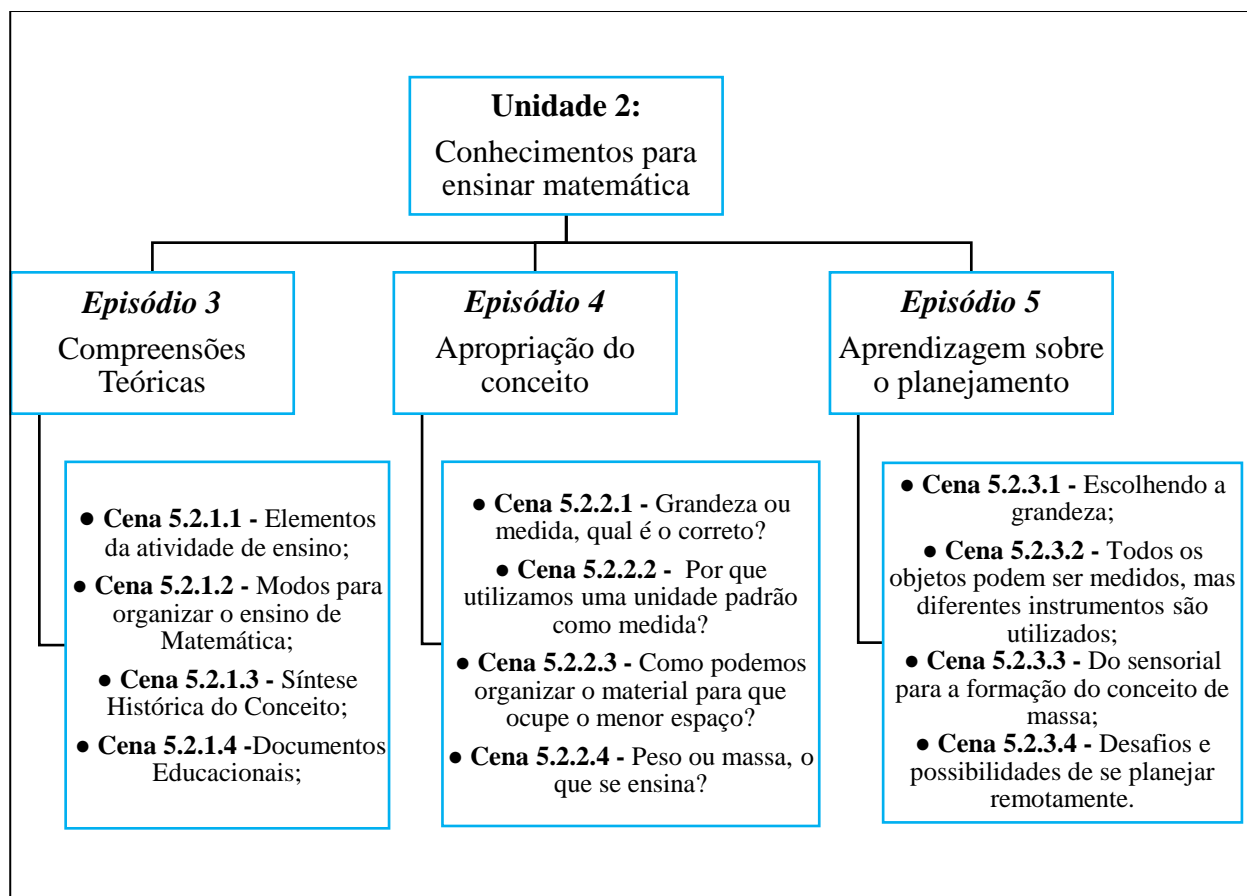 Unidade 2:
Conhecimentos para
ensinar matemática
Episódio 3
Compreensões
Teóricas
● Cena 5.2.1.1 - Elementos
da atividade de ensino;
● Cena 5.2.1.2 - Modos para
organizar o ensino de
Matemática;
● Cena 5.2.1.3 - Síntese
Histórica do Conceito;
● Cena 5.2.1.4 -Documentos
Educacionais;
Episódio 4
Apropriação do
conceito
● Cena 5.2.2.1 - Grandeza ou
medida, qual é o correto?
● Cena 5.2.2.2 - Por que
utilizamos uma unidade padrão
como medida?
● Cena 5.2.2.3 - Como podemos
organizar o material para que
ocupe o menor espaço?
● Cena 5.2.2.4 - Peso ou massa, o
que se ensina?
Episódio 5
Aprendizagem sobre
o planejamento
● Cena 5.2.3.1 - Escolhendo a
grandeza;
● Cena 5.2.3.2 - Todos os
objetos podem ser medidos, mas
diferentes instrumentos são
utilizados;
● Cena 5.2.3.3 - Do sensorial
para a formação do conceito de
massa;
● Cena 5.2.3.4 - Desafios e
possibilidades de se planejar
remotamente.